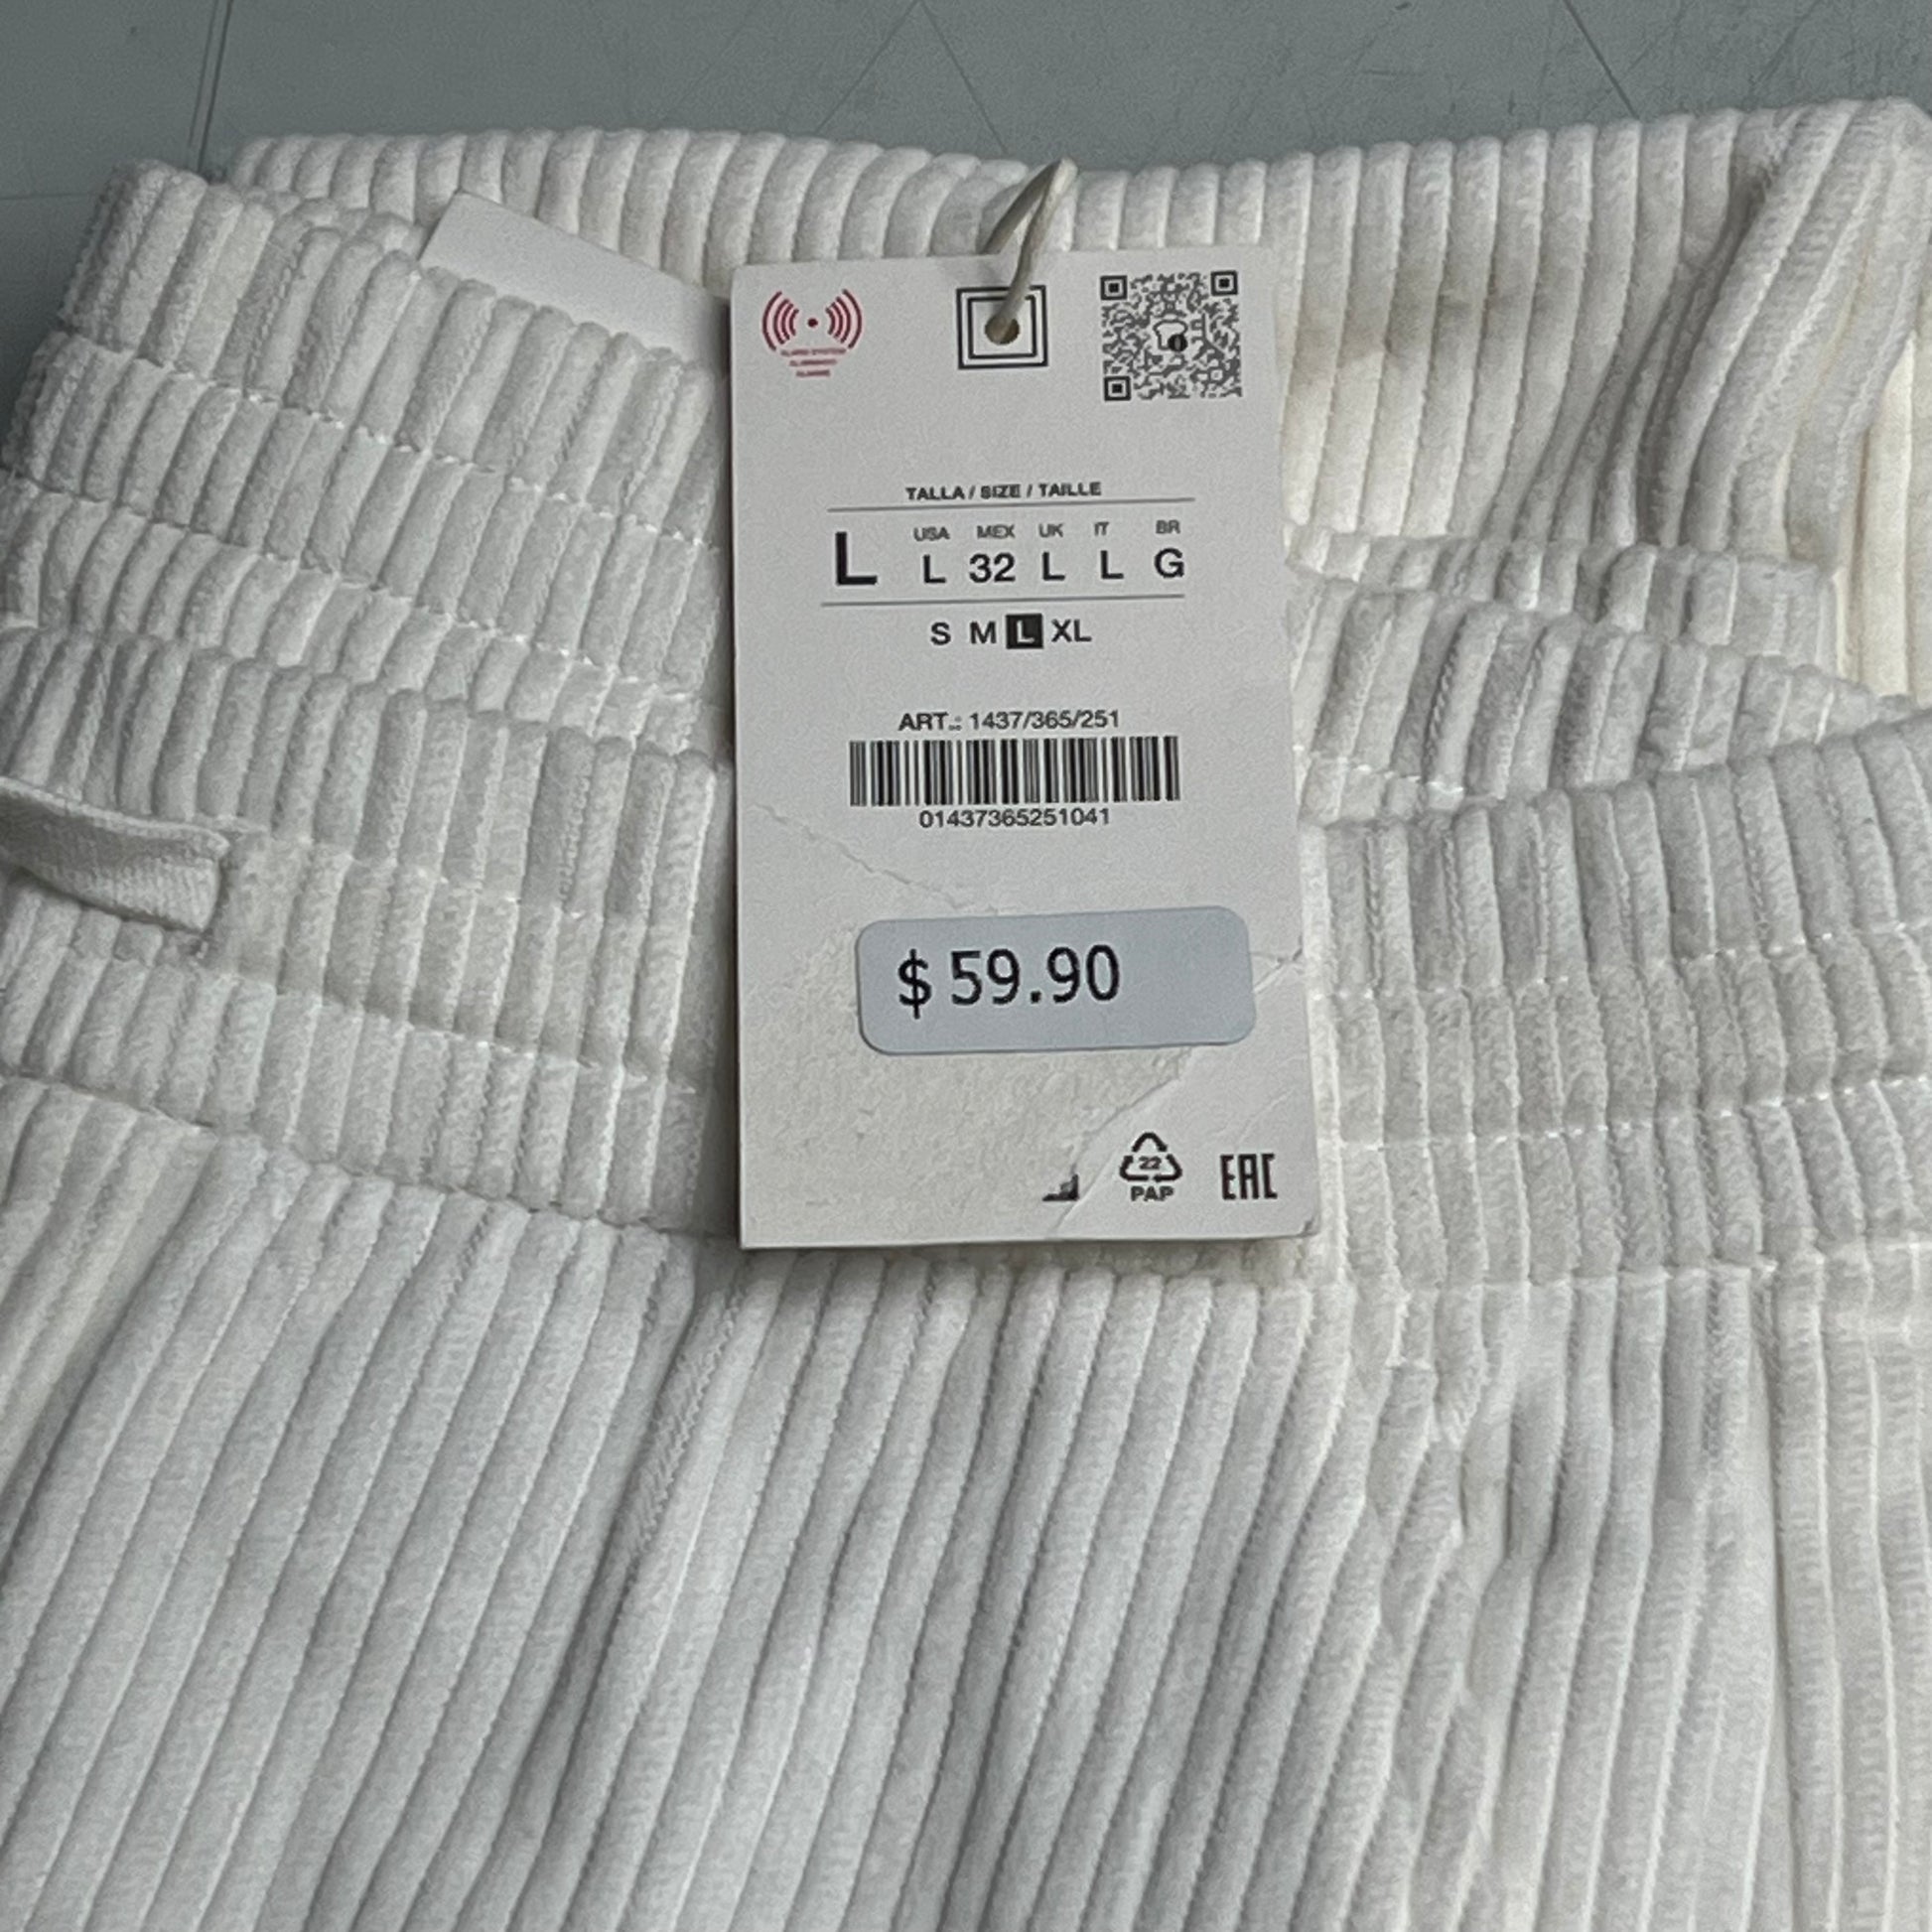 TALLA / SIZE / TAILLE
USA MEX UK IT BR
L L 32 L L G
S M L XL
ART.: 1437/365/251
01437365251041
$ 59.90
22
PAP
EAC